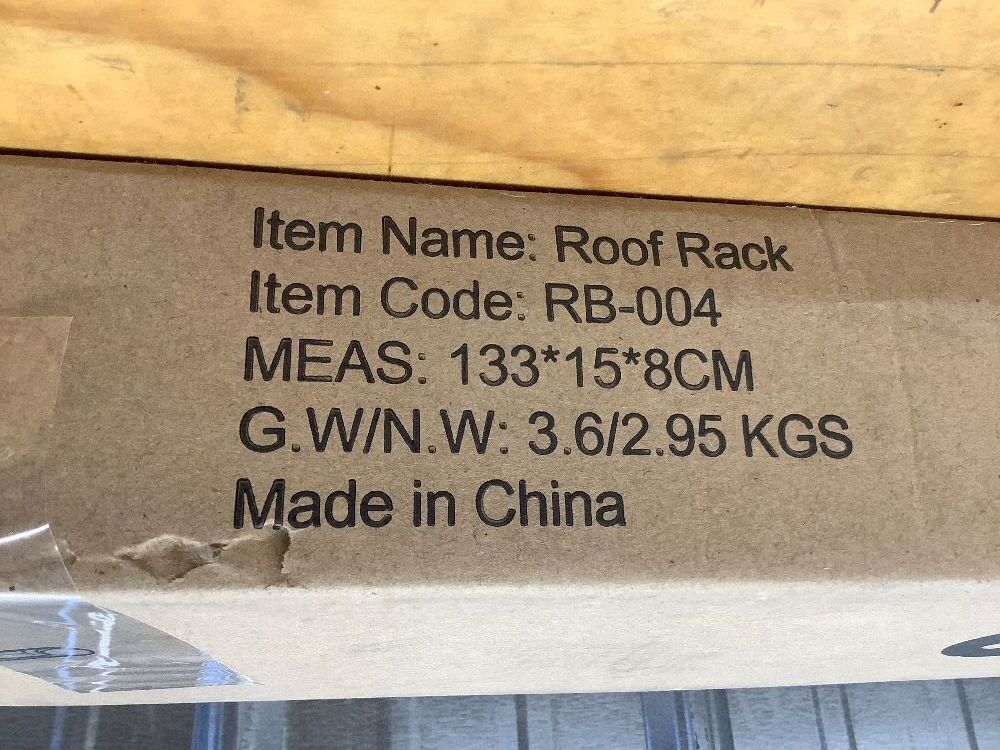 Item Name: Roof Rack
Item Code: RB-004
MEAS: 133*15*8CM
G.W/N.W: 3.6/2.95 KGS
Made in China